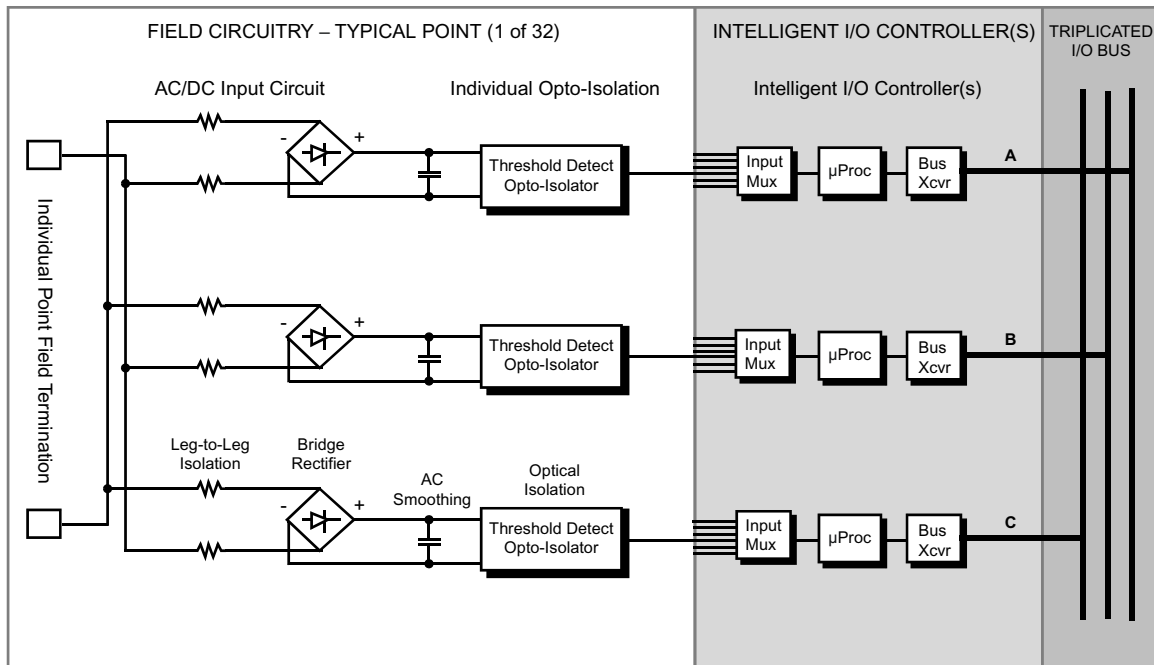 FIELD CIRCUITRY – TYPICAL POINT (1 of 32)
INTELLIGENT I/O CONTROLLER(S)
TRIPLICATED
I/O BUS
AC/DC Input Circuit
Individual Opto-Isolation
Intelligent I/O Controller(s)
Individual Point Field Termination
- +
Threshold Detect
Opto-Isolator
Input
Mux
µProc
Bus
Xcvr
A
- +
Threshold Detect
Opto-Isolator
Input
Mux
µProc
Bus
Xcvr
B
Leg-to-Leg
Isolation
Bridge
Rectifier
AC
Smoothing
Optical
Isolation
- +
Threshold Detect
Opto-Isolator
Input
Mux
µProc
Bus
Xcvr
C